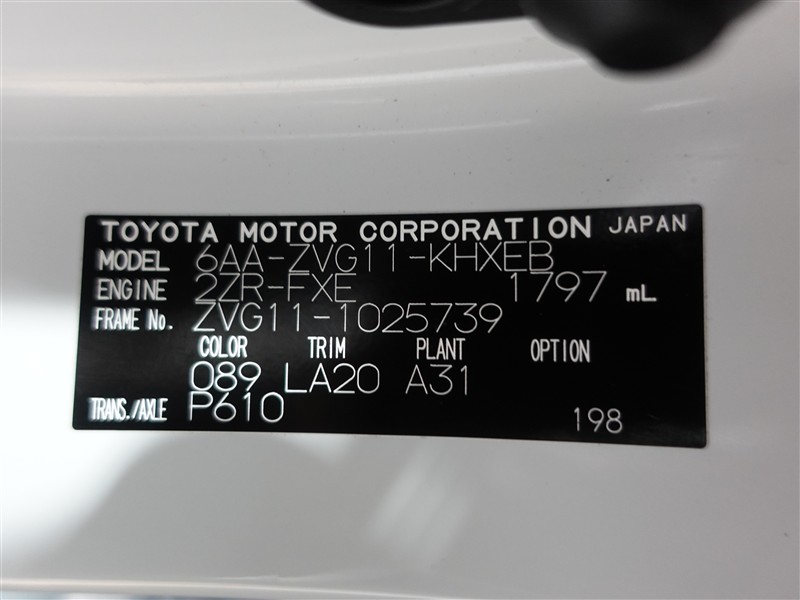 TOYOTA MOTOR CORPORATION JAPAN
MODEL 6AA-ZVG11-KHXEB
ENGINE 2ZR-FXE 1797 mL
FRAME No. ZVG11-1025739
COLOR TRIM PLANT OPTION
089 LA20 A31
TRANS./AXLE P610 198